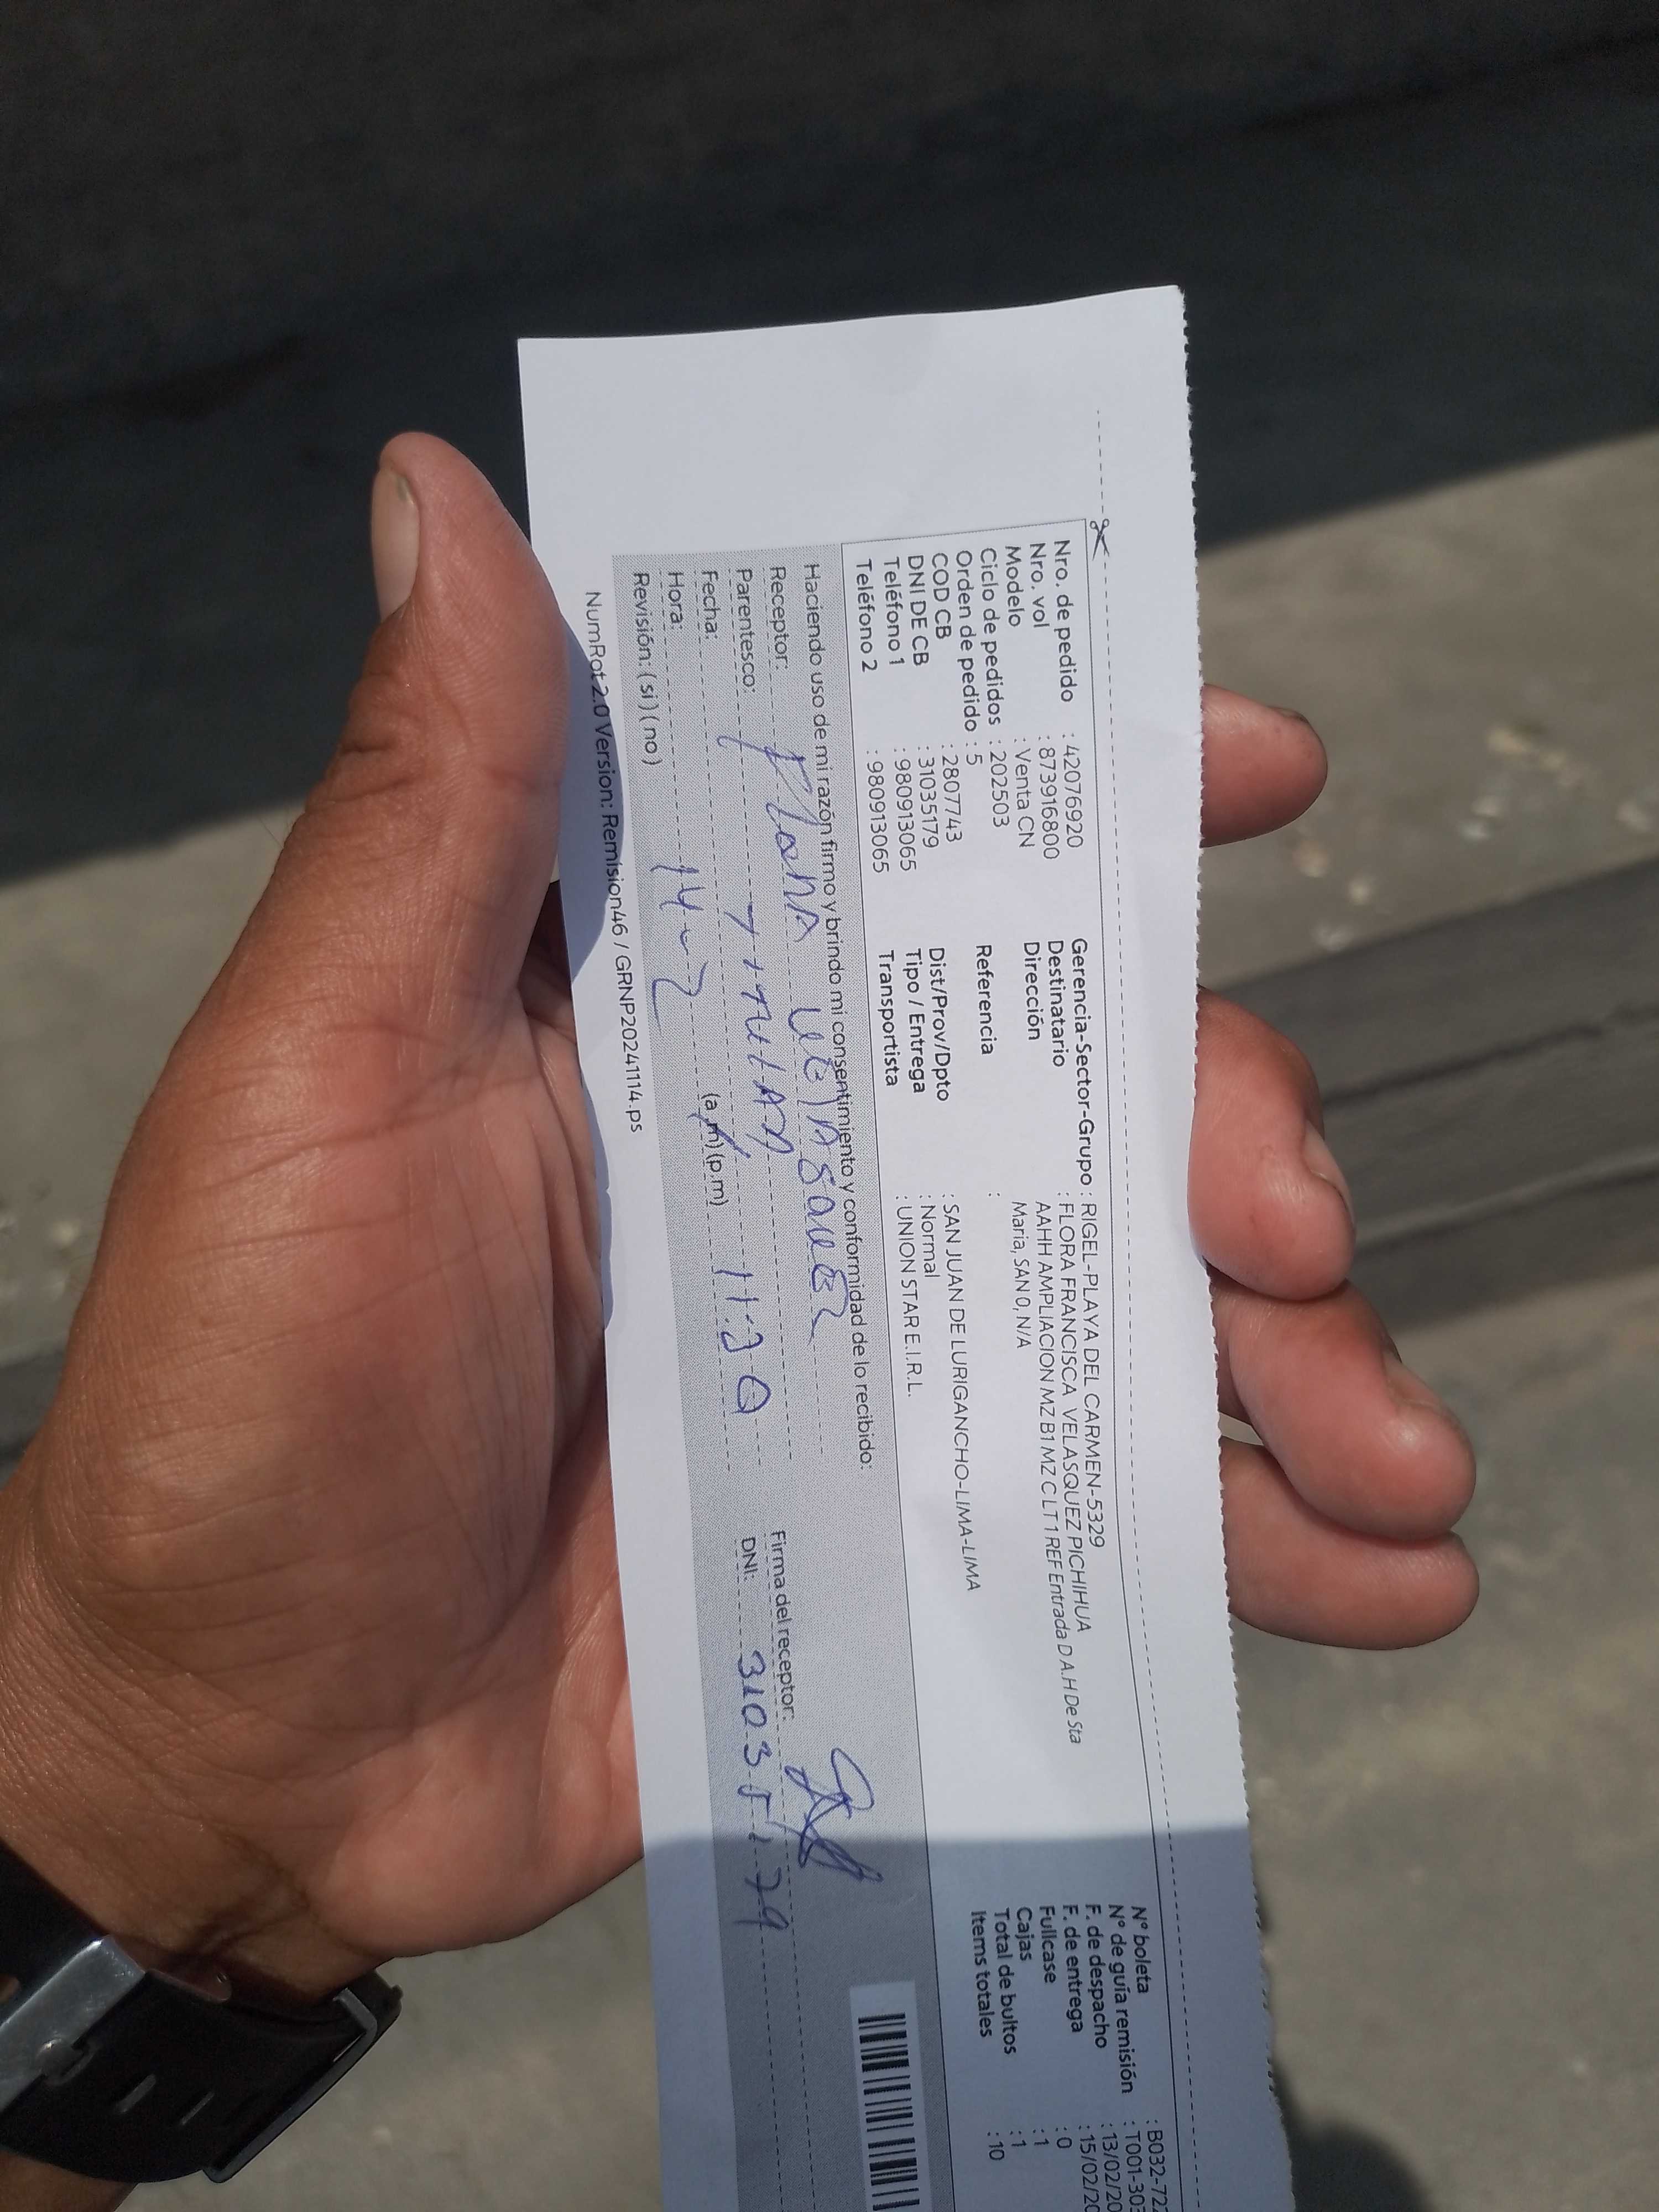 Nro. de pedido : 42076920
Nro. vol : 873916800
Modelo : Venta CN
Ciclo de pedidos : 202503
Orden de pedido : 5
COD CB : 2807743
DNI DE CB : 31035179
Teléfono 1 : 980913065
Teléfono 2 : 980913065
Gerencia-Sector-Grupo : RIGEL-PLAYA DEL CARMEN-5329
Destinatario : FLORA FRANCISCA VELASQUEZ PICHIHUA
Dirección AAHH AMPLIACION MZ B1 MZ C LT 1 REF Entrada D A.H De Sta
Maria, SAN 0, N/A
Referencia :
Dist/Prov/Dpto : SAN JUAN DE LURIGANCHO-LIMA-LIMA
Tipo / Entrega : Normal
Transportista : UNION STAR E.I.R.L.
N° boleta : B032-72
N° de guía remisión : T001-30
F. de despacho : 13/02/20
F. de entrega : 15/02/20
Fullcase : 0
Cajas : 1
Total de bultos : 1
Items totales : 10
Haciendo uso de mi razón firmo y brindo mi consentimiento y conformidad de lo recibido:
Receptor: Flora
Parentesco: titular
Fecha: 14-2 11:30
Hora: (a.m) (p.m)
Revisión: (si) (no)
Firma del receptor:
DNI: 31035179
NumRot 2.0 Version: Remision46 / GRNP20241114.ps